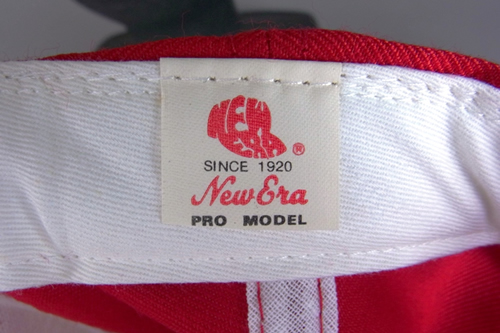 NEW
ERA
®
SINCE 1920
New Era
PRO MODEL